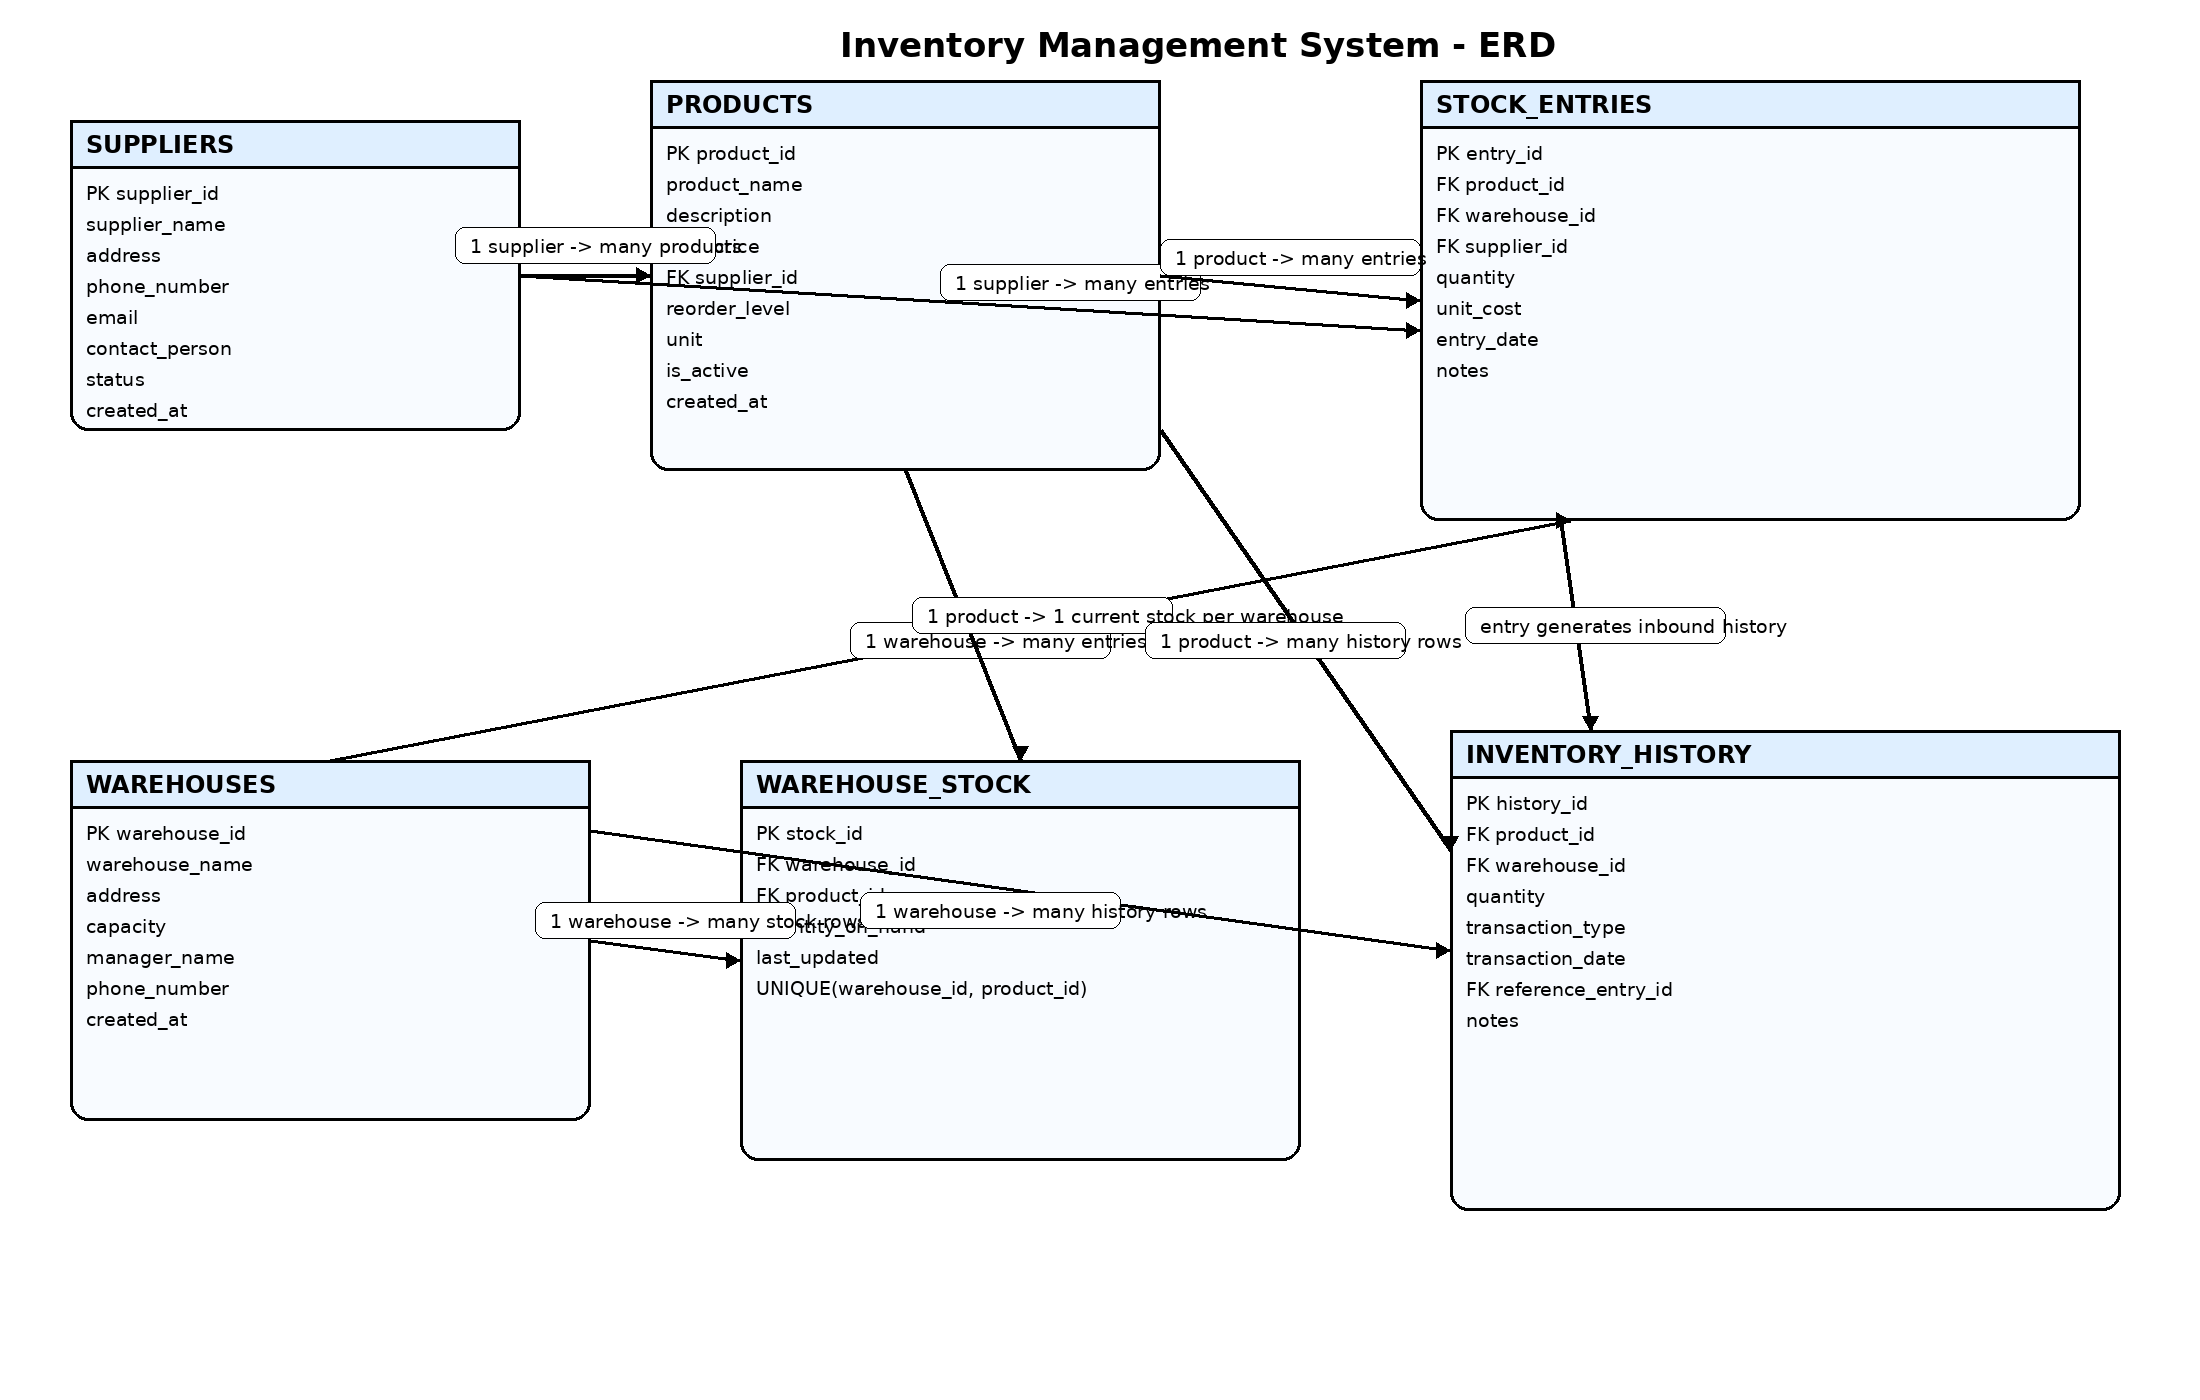 Inventory Management System - ERD
SUPPLIERS
PK supplier_id
supplier_name
address
phone_number
email
contact_person
status
created_at
1 supplier -> many products
PRODUCTS
PK product_id
product_name
description
FK supplier_id
reorder_level
unit
is_active
created_at
1 supplier -> many entries
1 product -> many entries
STOCK_ENTRIES
PK entry_id
FK product_id
FK warehouse_id
FK supplier_id
quantity
unit_cost
entry_date
notes
1 product -> 1 current stock per warehouse
1 warehouse -> many entries
1 product -> many history rows
entry generates inbound history
WAREHOUSES
PK warehouse_id
warehouse_name
address
capacity
manager_name
phone_number
created_at
1 warehouse -> many stock rows
WAREHOUSE_STOCK
PK stock_id
FK warehouse_id
FK product_id
last_updated
UNIQUE(warehouse_id, product_id)
1 warehouse -> many history rows
INVENTORY_HISTORY
PK history_id
FK product_id
FK warehouse_id
quantity
transaction_type
transaction_date
FK reference_entry_id
notes